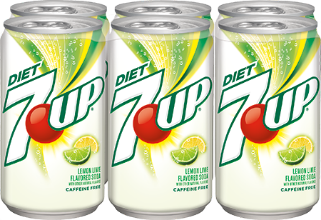 DIET
7UP
LEMON LIME
FLAVORED SODA
CAFFEINE FREE
DIET
7UP
LEMON LIME
FLAVORED SODA
CAFFEINE FREE
DIET
7UP
LEMON LIME
FLAVORED SODA
CAFFEINE FREE